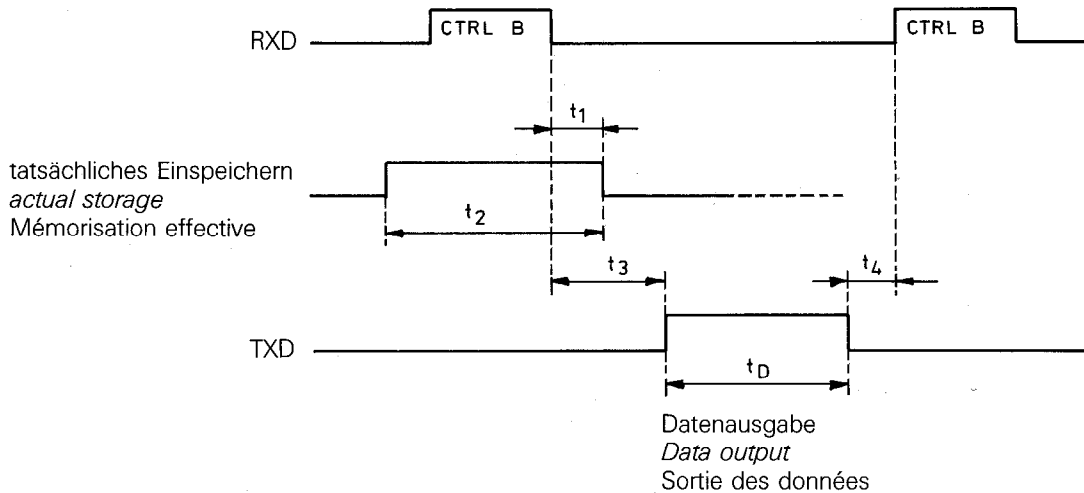 RXD
CTRL B
CTRL B
t1
tatsächliches Einspeichern
actual storage
Mémorisation effective
t2
t3
t4
TXD
tD
Datenausgabe
Data output
Sortie des données